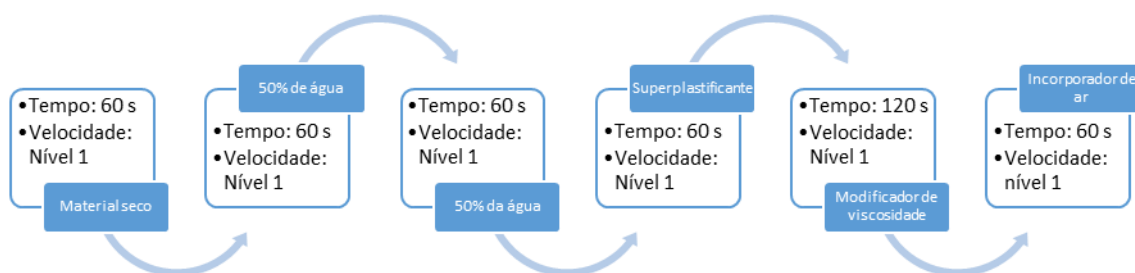 •Tempo: 60 s
•Velocidade:
Nível 1
Material seco
50% de água
•Tempo: 60 s
•Velocidade:
Nível 1
•Tempo: 60 s
•Velocidade:
Nível 1
50% da água
Superplastificante
•Tempo: 60 s
•Velocidade:
Nível 1
•Tempo: 120 s
•Velocidade:
Nível 1
Modificador de
viscosidade
Incorporador de
ar
•Tempo: 60 s
•Velocidade:
nível 1